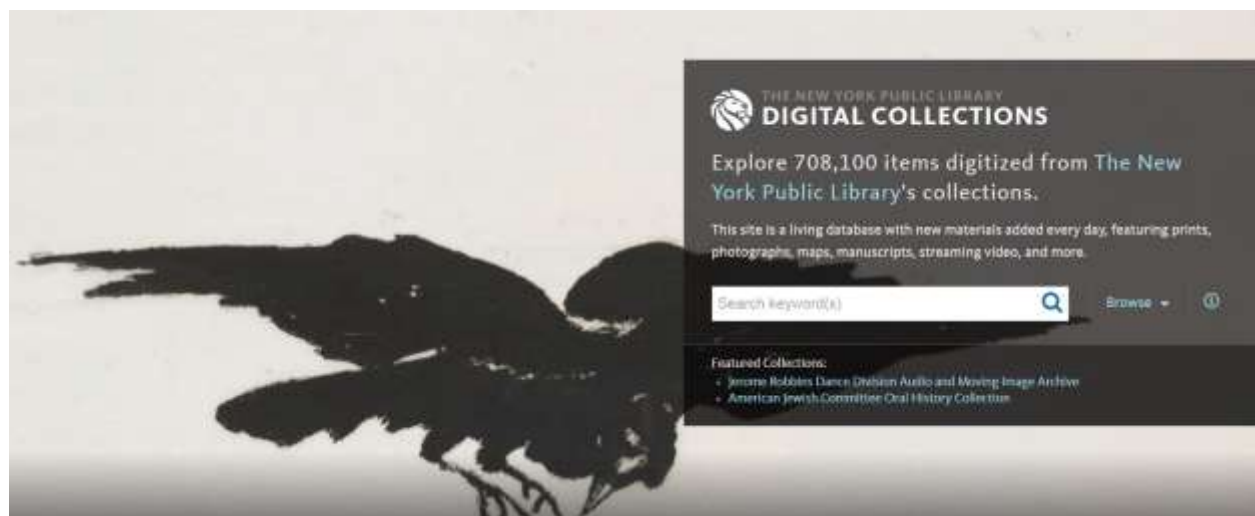 THE NEW YORK PUBLIC LIBRARY
DIGITAL COLLECTIONS
Explore 708,100 items digitized from The New
York Public Library's collections.
This site is a living database with new materials added every day, featuring prints,
photographs, maps, manuscripts, streaming video, and more.
Search keyword(s)
Browse
Featured Collections:
Jerome Robbins Dance Division Audio and Moving Image Archive
American Jewish Committee Oral History Collection